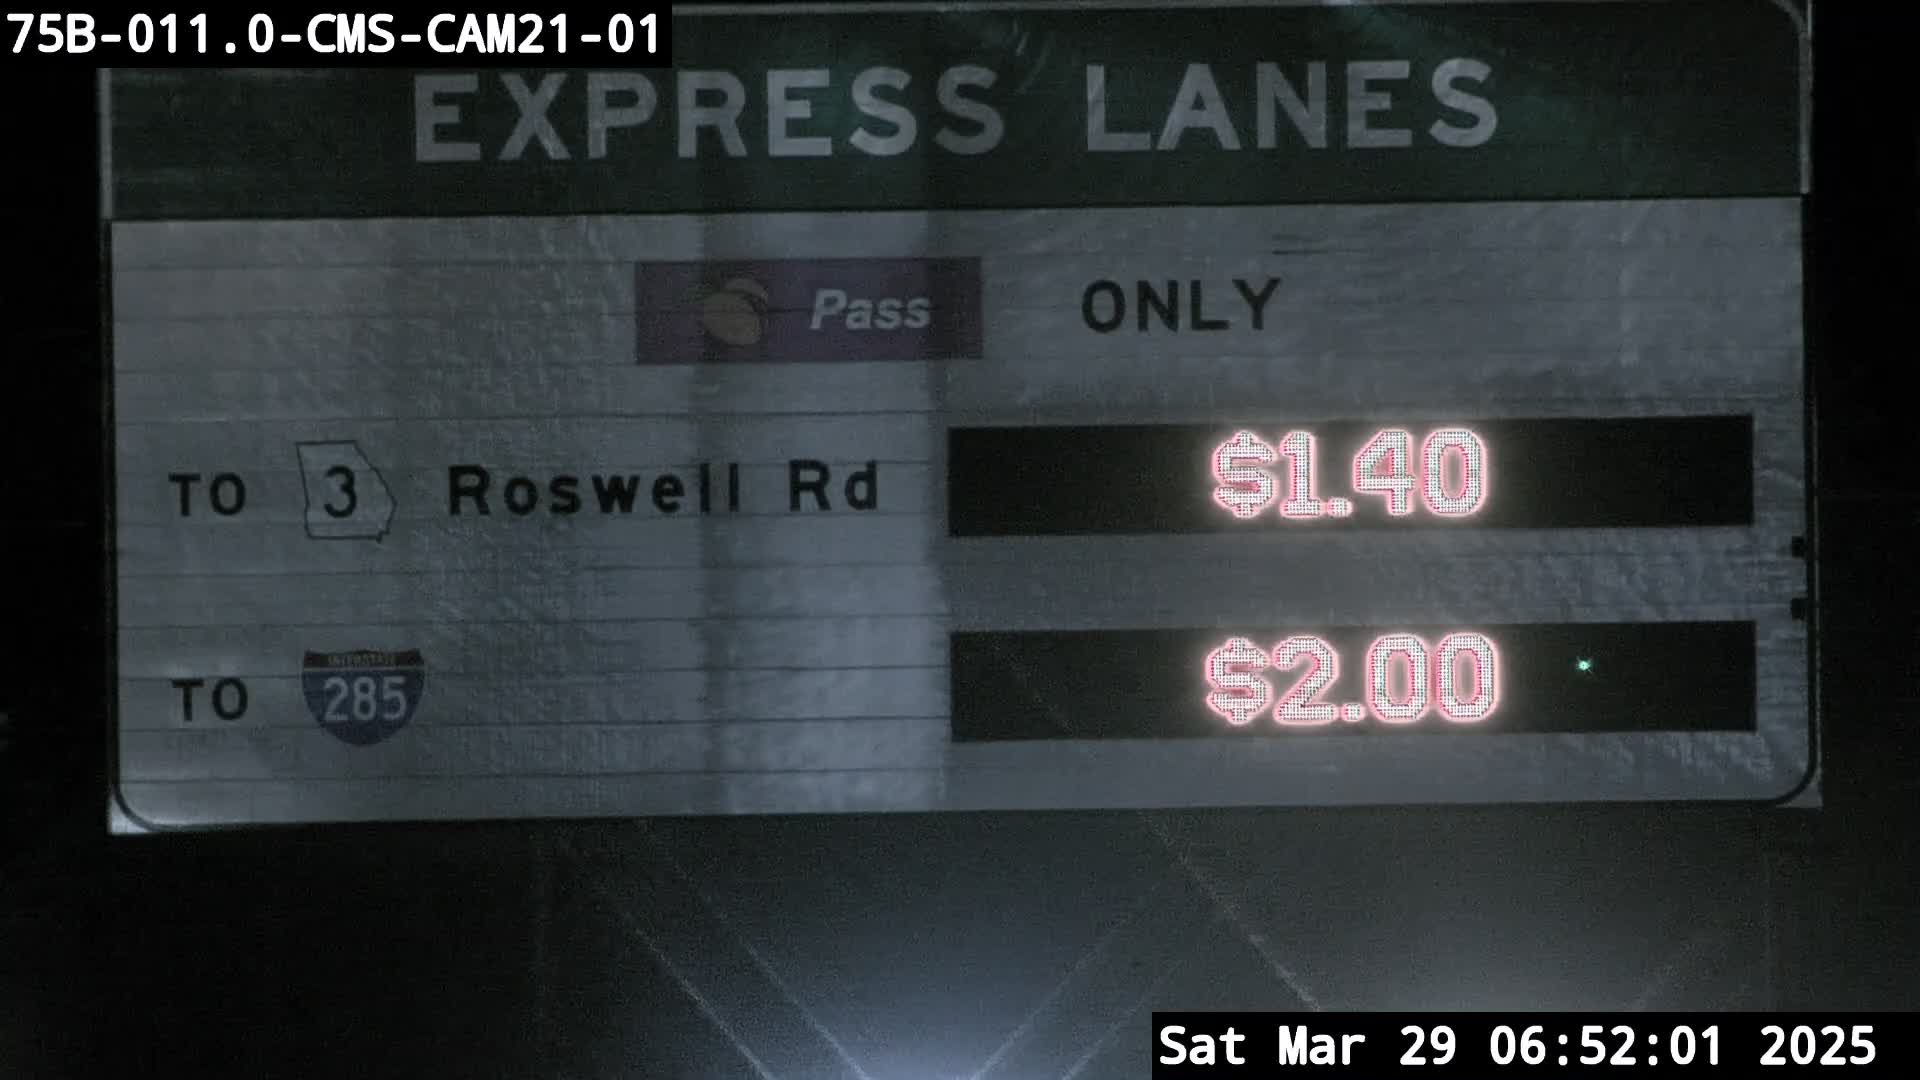 75B-011.0-CMS-CAM21-01
EXPRESS LANES
Pass ONLY
TO 3 Roswell Rd $1.40
INTERSTATE
TO 285 $2.00
Sat Mar 29 06:52:01 2025